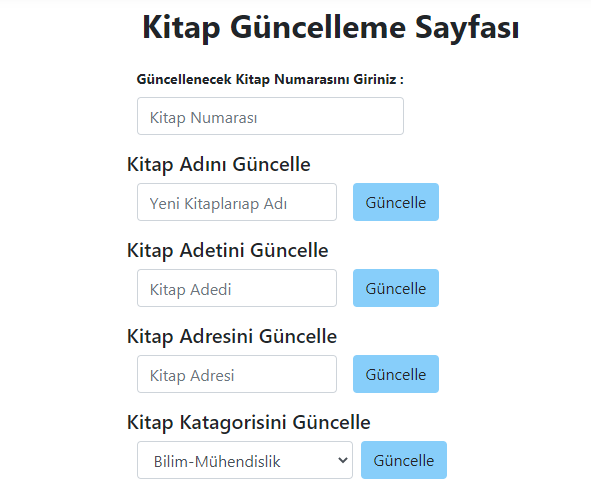 Kitap Güncelleme Sayfası
Güncellenecek Kitap Numarasını Giriniz :
Kitap Numarası
Kitap Adını Güncelle
Yeni Kitaplarıap Adı
Güncelle
Kitap Adetini Güncelle
Kitap Adedi
Güncelle
Kitap Adresini Güncelle
Kitap Adresi
Güncelle
Kitap Katagorisini Güncelle
Bilim-Mühendislik
Güncelle